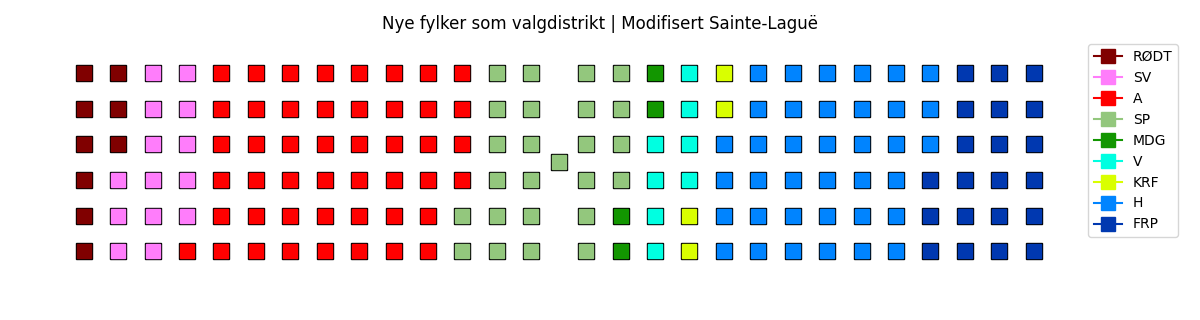 Nye fylker som valgdistrikt | Modifisert Sainte-Laguë
RØDT
SV
A
SP
MDG
V
KRF
H
FRP